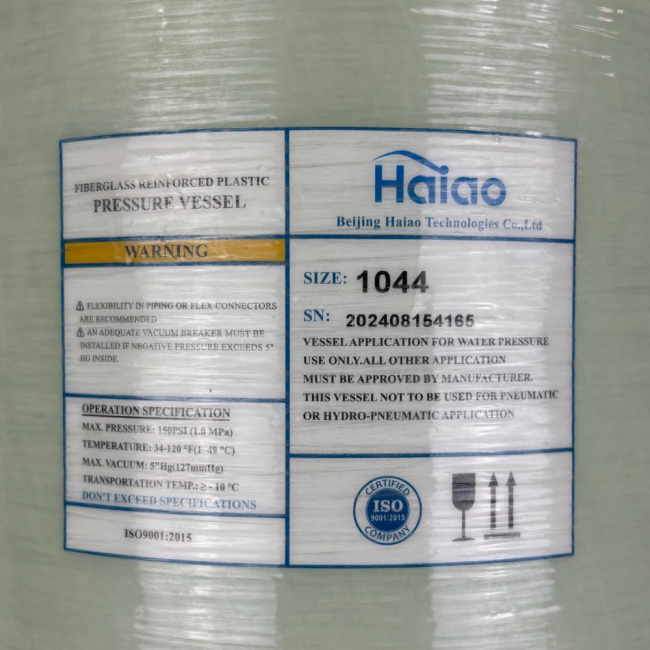 FIBERGLASS REINFORCED PLASTIC
PRESSURE VESSEL
WARNING
FLEXIBILITY IN PIPING OR FLEX CONNECTORS
ARE RECOMMENDED
AN ADEQUATE VACUUM BREAKER MUST BE
INSTALLED IF NEGATIVE PRESSURE EXCEEDS 5"
HG INSIDE.
OPERATION SPECIFICATION
MAX. PRESSURE: 150PSI (1.0 MPa)
TEMPERATURE: 34-120 °F(1-49 °C)
MAX. VACUUM: 5"Hg(127mmHg)
TRANSPORTATION TEMP.: ≥ - 10 °C
DON'T EXCEED SPECIFICATIONS
ISO9001:2015
Haiao
Beijing Haiao Technologies Co.,Ltd
SIZE: 1044
SN: 202408154165
VESSEL APPLICATION FOR WATER PRESSURE
USE ONLY.ALL OTHER APPLICATION
MUST BE APPROVED BY MANUFACTURER.
THIS VESSEL NOT TO BE USED FOR PNEUMATIC
OR HYDRO-PNEUMATIC APPLICATION
CERTIFIED
ISO
9001:2015
COMPANY